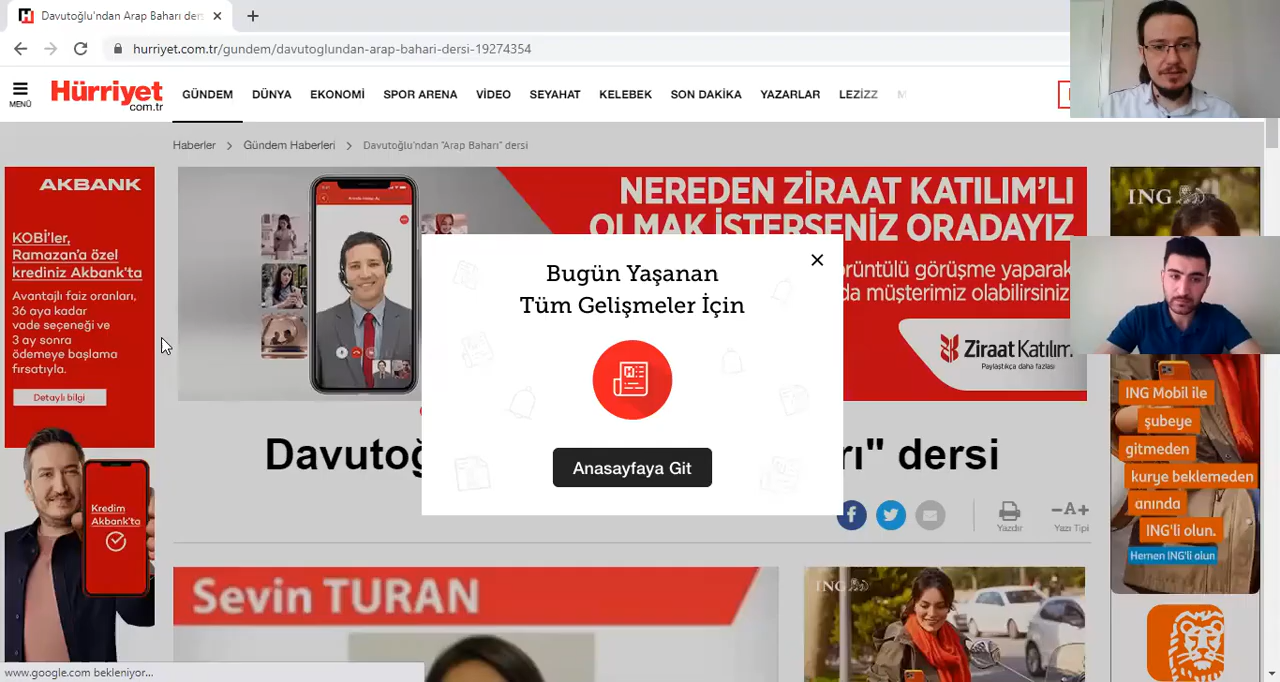 Davutoğlu'ndan Arap Baharı ders
hurriyet.com.tr/gundem/davutoglundan-arap-bahari-dersi-19274354
MENÜ
Hürriyet
com.tr
GÜNDEM
DÜNYA
EKONOMİ
SPOR ARENA
VİDEO
SEYAHAT
KELEBEK
SON DAKİKA
YAZARLAR
LEZİZZ
M
Haberler > Gündem Haberleri > Davutoğlu'ndan "Arap Baharı" dersi
AKBANK
KOBİ'ler,
Ramazan'a özel
krediniz Akbank'ta
Avantajlı faiz oranları,
36 aya kadar
vade seçeneği ve
3 ay sonra
ödemeye başlama
fırsatıyla.
Detaylı bilgi
Kredim
Akbank'ta
NEREDEN ZİRAAT KATILIM'LI
OLMAK İSTERSENİZ ORADAYIZ
örüntülü görüşme yaparak
da müşterimiz olabilirsiniz
Ziraat Katılım
Paylaştıkça daha fazlası
Bugün Yaşanan
Tüm Gelişmeler İçin
Anasayfaya Git
Davutoğ
rı" dersi
Yazdır
-A+
Yazı Tipi
Sevin TURAN
ING
ING
ING Mobil ile
şubeye
gitmeden
kurye beklemeden
anında
ING'li olun.
Hemen ING'li olun
www.google.com bekleniyor...